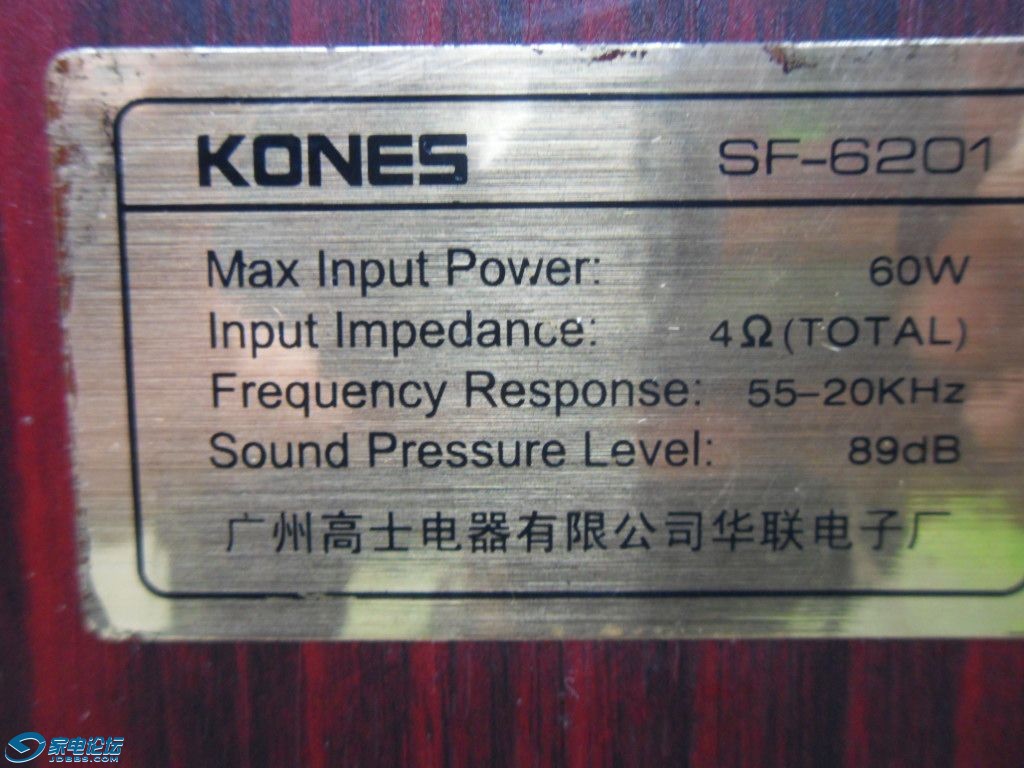 KONES SF-6201
Max Input Power: 60W
Input Impedance: 4Ω(TOTAL)
Frequency Response: 55-20KHz
Sound Pressure Level: 89dB
广州高士电器有限公司华联电子厂
家电论坛
JDBBS.COM